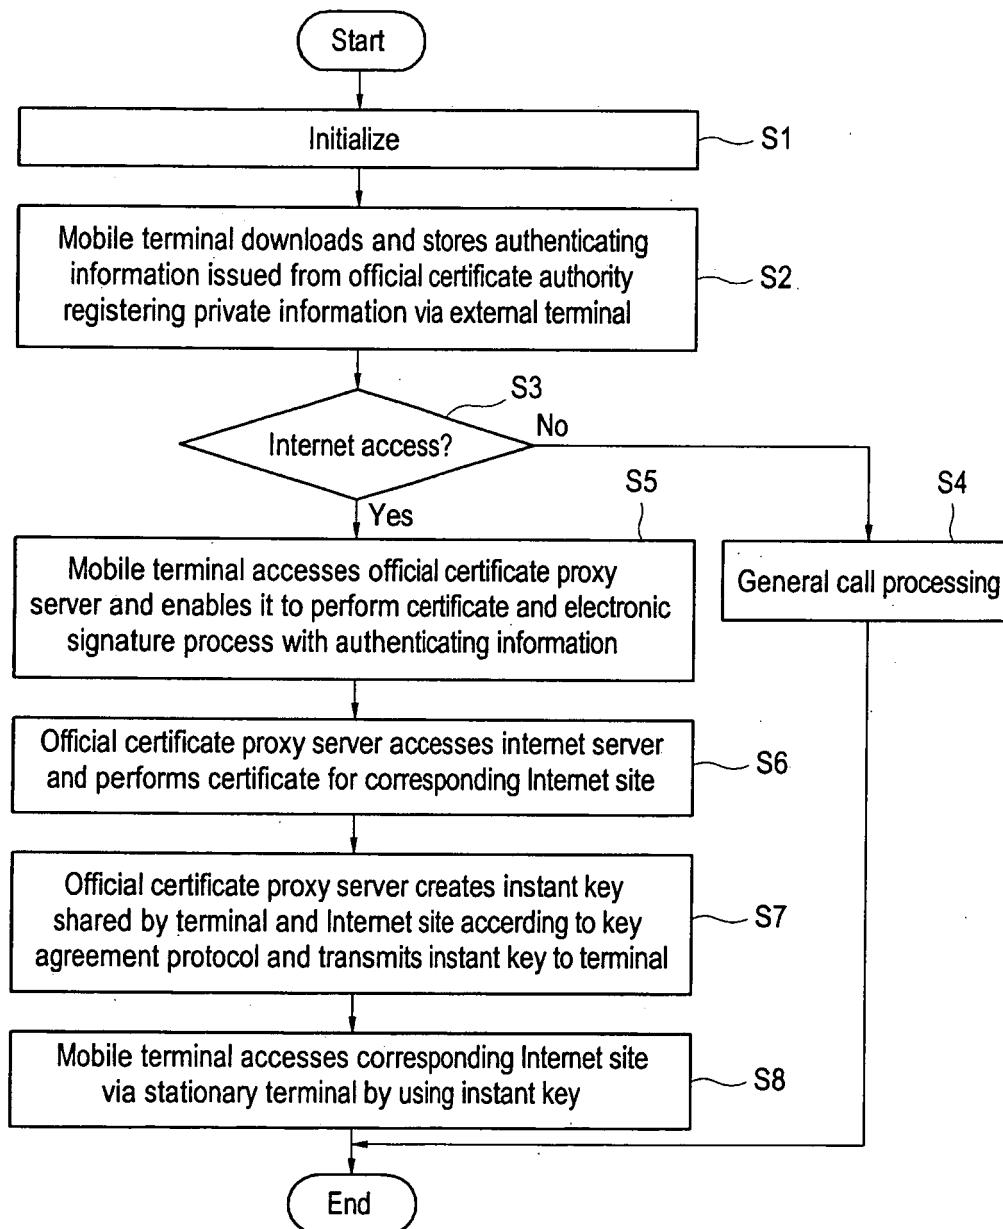 Start
Initialize
S1
Mobile terminal downloads and stores authenticating
information issued from official certificate authority
registering private information via external terminal
S2
S3
Internet access?
No
Yes
S5
S4
Mobile terminal accesses official certificate proxy
server and enables it to perform certificate and electronic
signature process with authenticating information
General call processing
Official certificate proxy server accesses internet server
and performs certificate for corresponding Internet site
S6
Official certificate proxy server creates instant key
shared by terminal and Internet site according to key
agreement protocol and transmits instant key to terminal
S7
Mobile terminal accesses corresponding Internet site
via stationary terminal by using instant key
S8
End